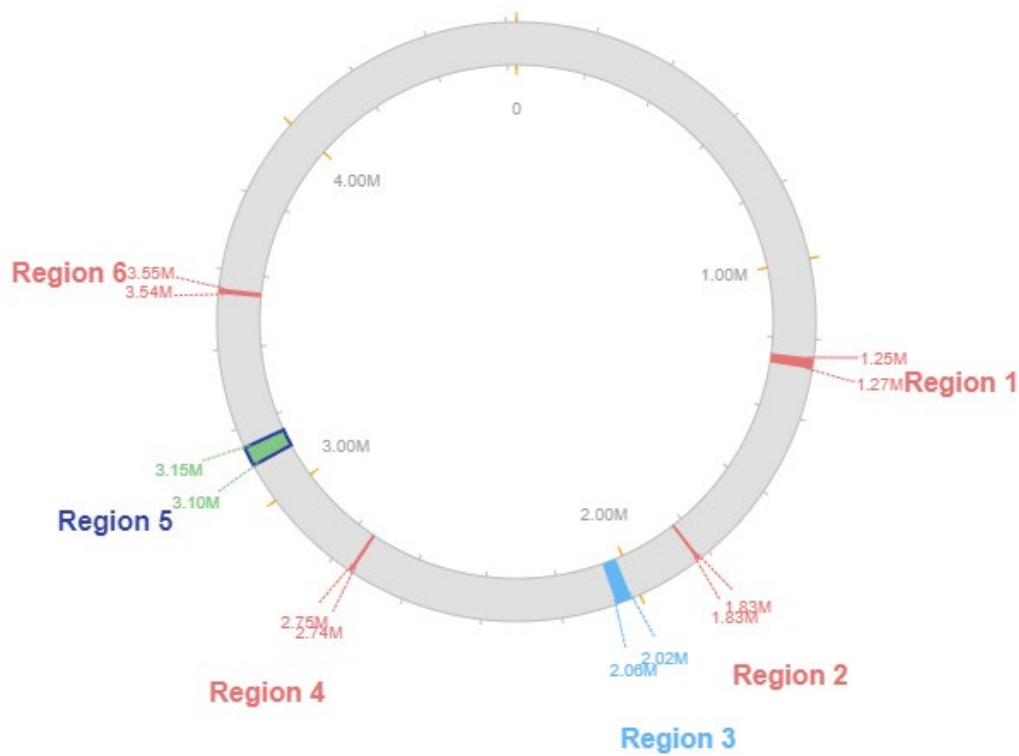 0
4.00M
1.00M
Region 6
3.55M
3.54M
1.25M
1.27M
Region 1
3.00M
3.15M
3.10M
Region 5
2.00M
1.83M
1.83M
2.75M
2.74M
2.02M
2.06M
Region 2
Region 4
Region 3